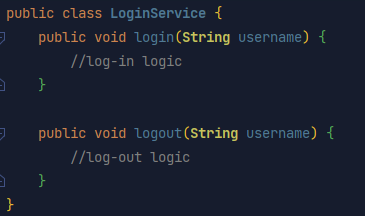 public class LoginService {
    public void login(String username) {
        //log-in logic
    }

    public void logout(String username) {
        //log-out logic
    }
}